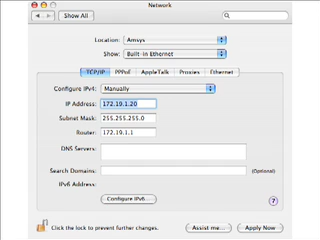 Network
Show All
Location: Amsys
Show: Built-in Ethernet
TCP/IP PPPoE AppleTalk Proxies Ethernet
Configure IPv4: Manually
IP Address: 172.19.1.20
Subnet Mask: 255.255.255.0
Router: 172.19.1.1
DNS Servers:
Search Domains: (Optional)
IPv6 Address:
Configure IPv6...
?
Click the lock to prevent further changes. Assist me... Apply Now